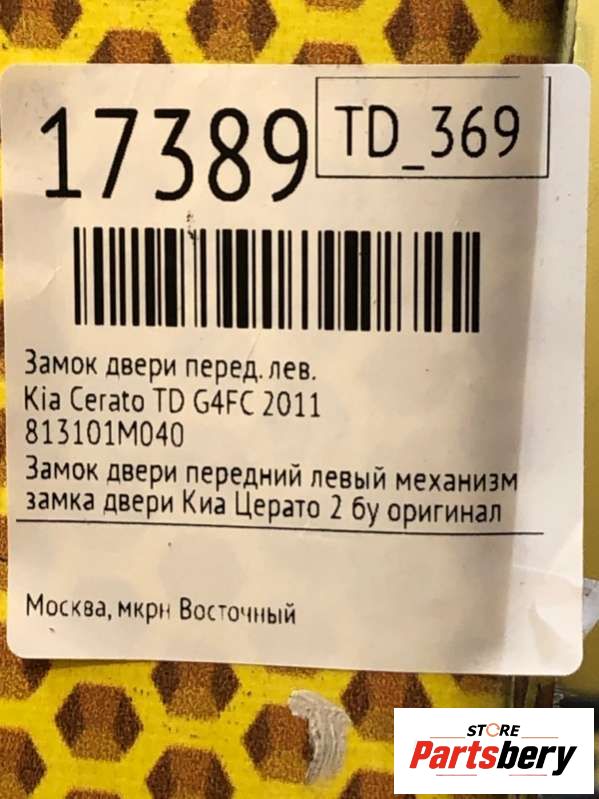 17389
TD_369
Замок двери перед. лев.
Kia Cerato TD G4FC 2011
813101M040
Замок двери передний левый механизм
замка двери Киа Церато 2 бу оригинал
Москва, мкрн Восточный
STORE
Partsbery